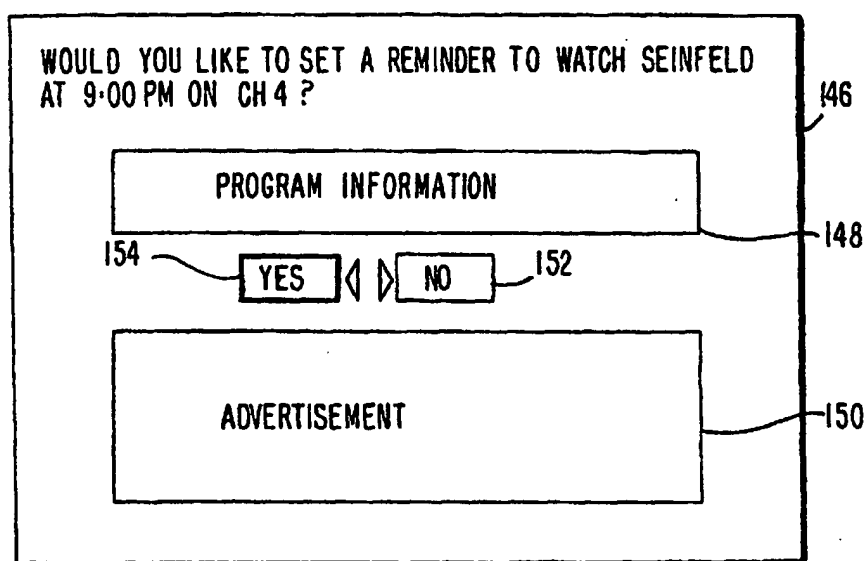 WOULD YOU LIKE TO SET A REMINDER TO WATCH SEINFELD
AT 9:00 PM ON CH 4 ?
146
PROGRAM INFORMATION
148
154
YES
NO
152
ADVERTISEMENT
150